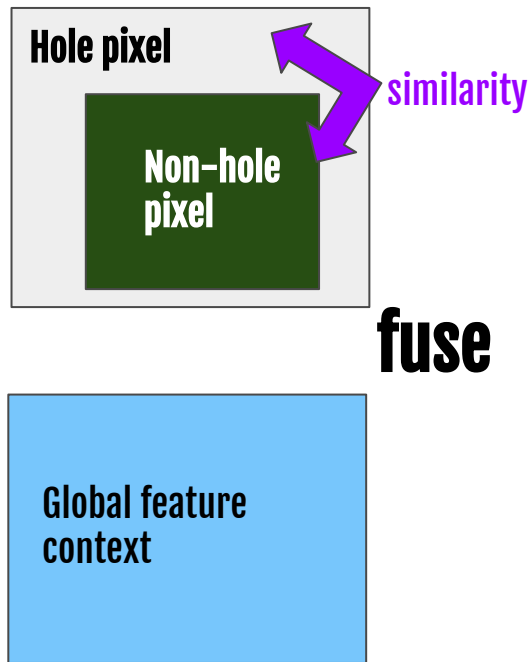 Hole pixel
similarity
Non-hole
pixel
fuse
Global feature
context